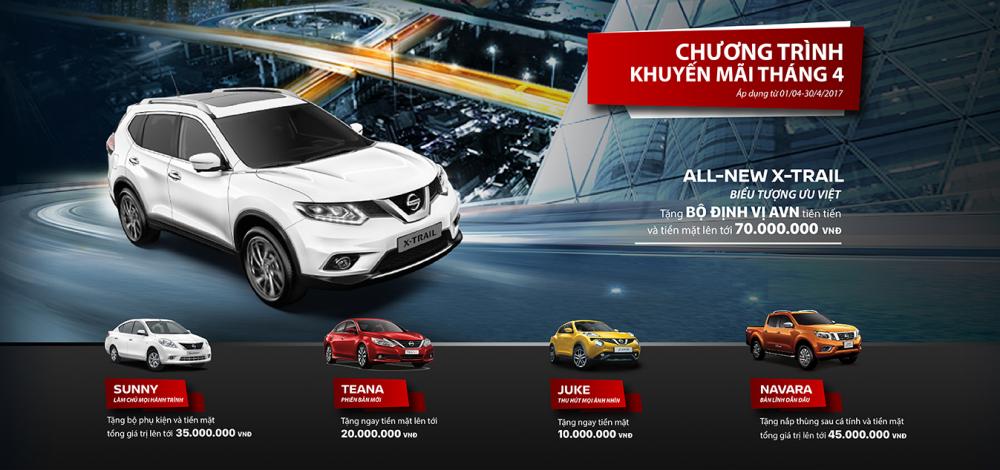 CHƯƠNG TRÌNH
KHUYẾN MÃI THÁNG 4
Áp dụng từ 01/04-30/4/2017
ALL-NEW X-TRAIL
BIỂU TƯỢNG ƯU VIỆT
Tặng BỘ ĐỊNH VỊ AVN tiên tiến
và tiền mặt lên tới 70.000.000 VNĐ
X-TRAIL
SUNNY
LÀM CHỦ MỌI HÀNH TRÌNH
Tặng bộ phụ kiện và tiền mặt
tổng giá trị lên tới 35.000.000 VNĐ
TEANA
PHIÊN BẢN MỚI
Tặng ngay tiền mặt lên tới
20.000.000 VNĐ
JUKE
THU HÚT MỌI ÁNH NHÌN
Tặng ngay tiền mặt
10.000.000 VNĐ
NAVARA
BẢN LĨNH DẪN ĐẦU
Tặng nắp thùng sau cá tính và tiền mặt
tổng giá trị lên tới 45.000.000 VNĐ